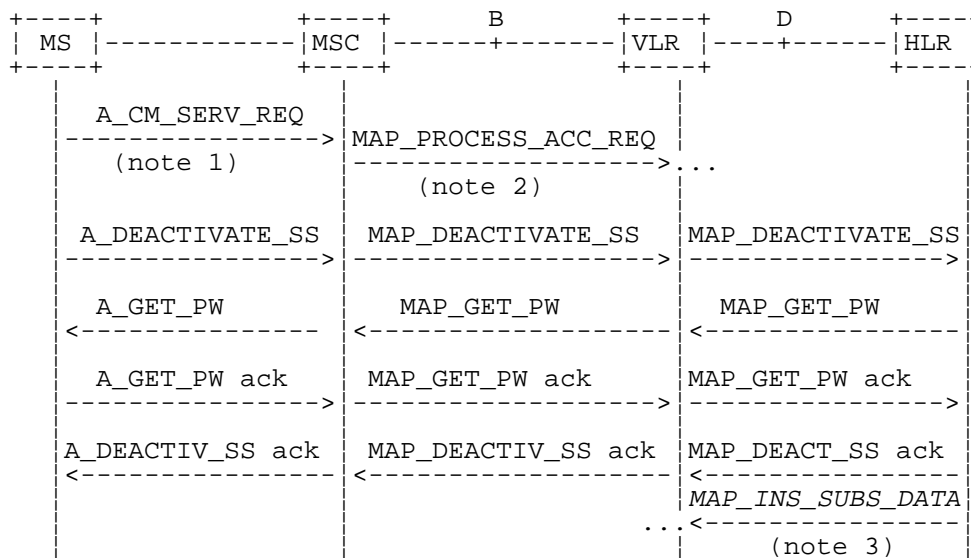 B D
MS MSC VLR HLR
A_CM_SERV_REQ
MAP_PROCESS_ACC_REQ
(note 1) ...
(note 2)
A_DEACTIVATE_SS MAP_DEACTIVATE_SS MAP_DEACTIVATE_SS
A_GET_PW MAP_GET_PW MAP_GET_PW
A_GET_PW ack MAP_GET_PW ack MAP_GET_PW ack
A_DEACTIV_SS ack MAP_DEACTIV_SS ack MAP_DEACT_SS ack
MAP_INS_SUBS_DATA
...
(note 3)